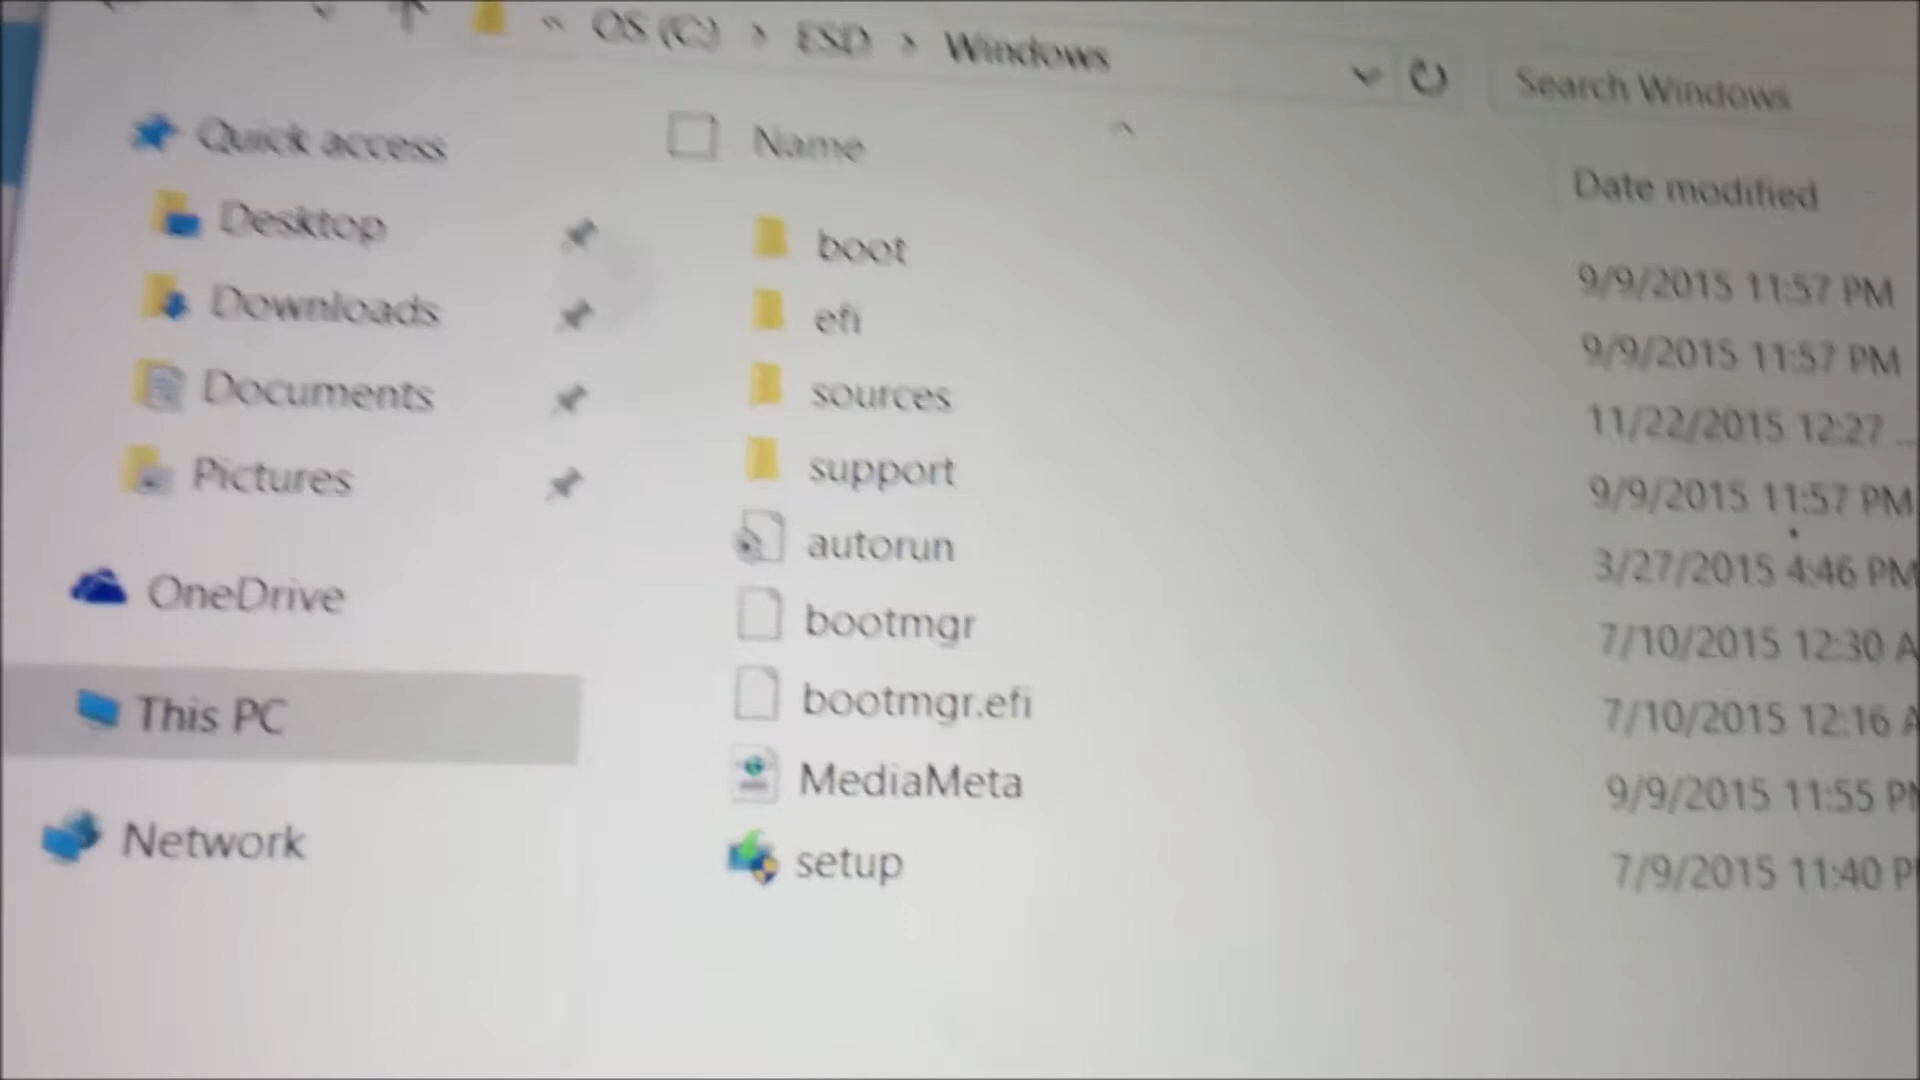 « OS (C:) > ESD > Windows
Search Windows
Quick access
Desktop
Downloads
Documents
Pictures
OneDrive
This PC
Network
Name
Date modified
boot 9/9/2015 11:57 PM
efi 9/9/2015 11:57 PM
sources 11/22/2015 12:27 ...
support 9/9/2015 11:57 PM
autorun 3/27/2015 4:46 PM
bootmgr 7/10/2015 12:30 A
bootmgr.efi 7/10/2015 12:16 A
MediaMeta 9/9/2015 11:55 PM
setup 7/9/2015 11:40 P